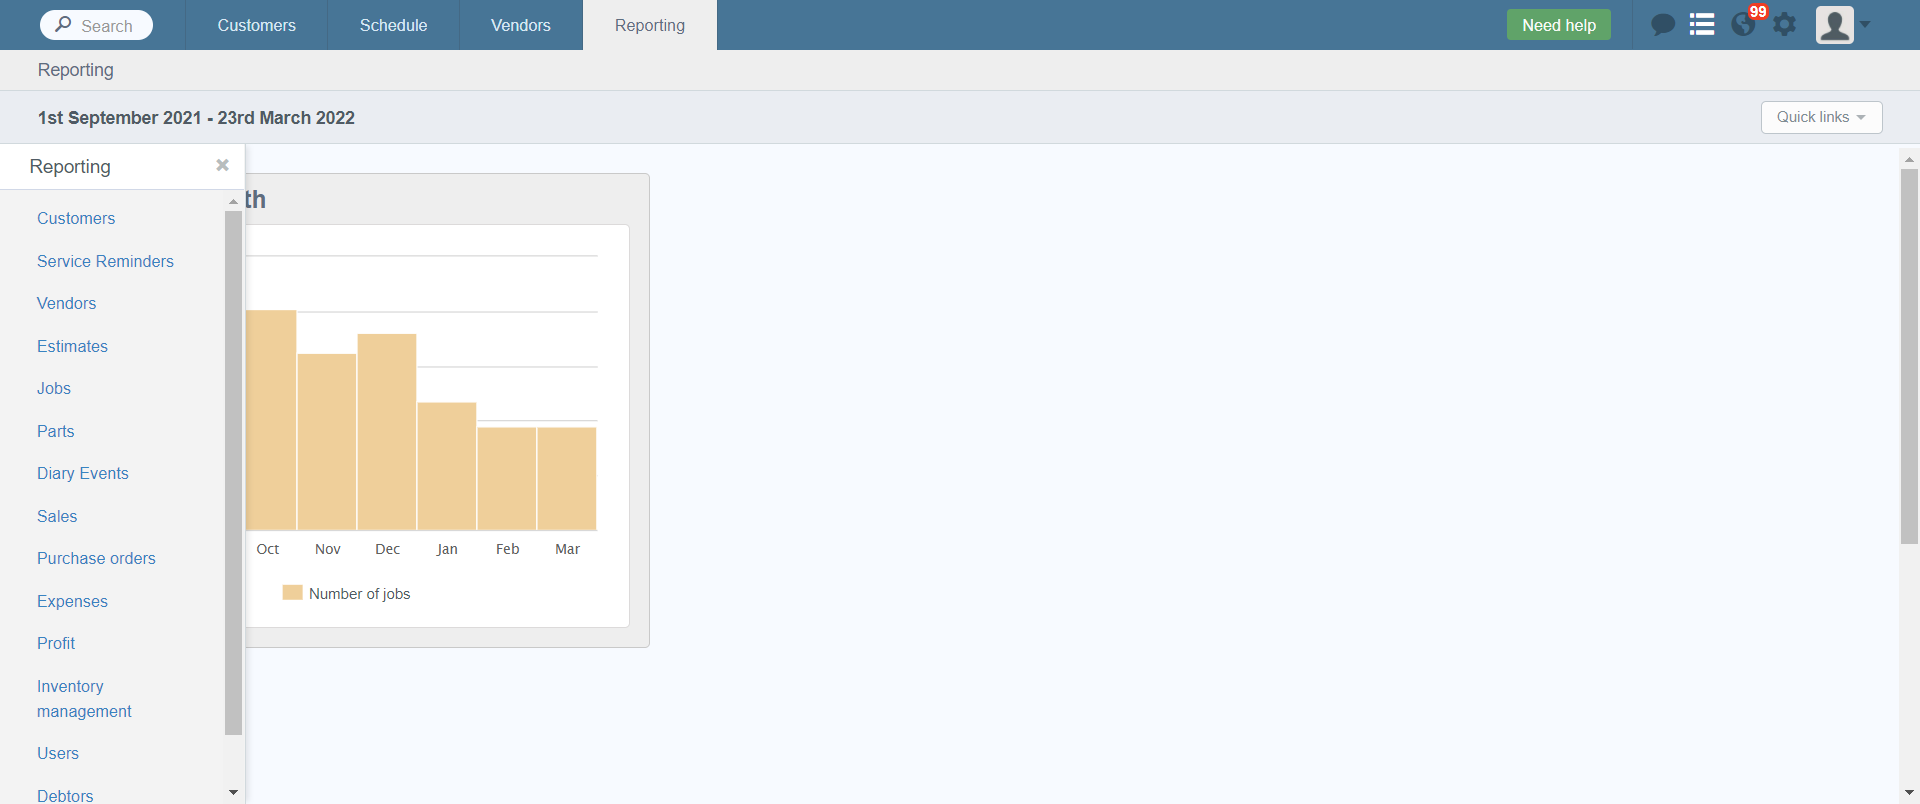 Search
Customers
Schedule
Vendors
Reporting
Need help
99
Reporting
1st September 2021 - 23rd March 2022
Quick links
Reporting
Customers
Service Reminders
Vendors
Estimates
Jobs
Parts
Diary Events
Sales
Purchase orders
Expenses
Profit
Inventory
management
Users
Debtors
th
Oct Nov Dec Jan Feb Mar
Number of jobs